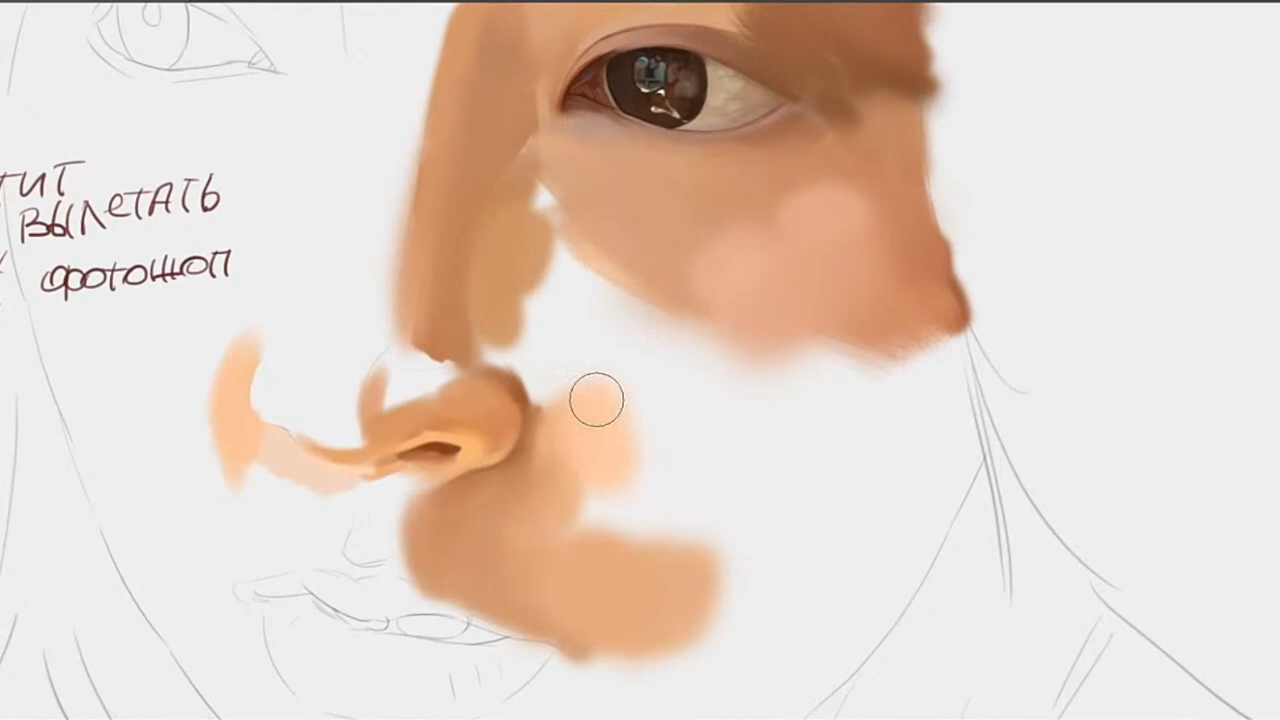 тит
вылетать
фотошоп